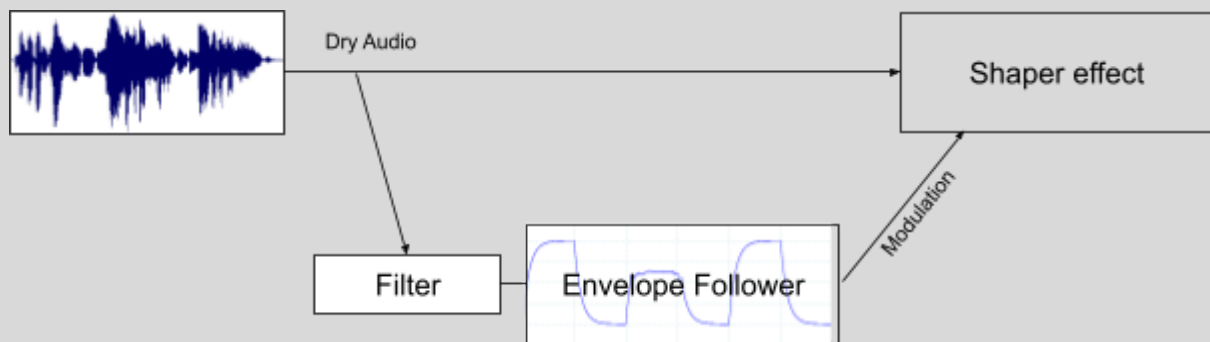 Dry Audio
Shaper effect
Modulation
Filter
Envelope Follower